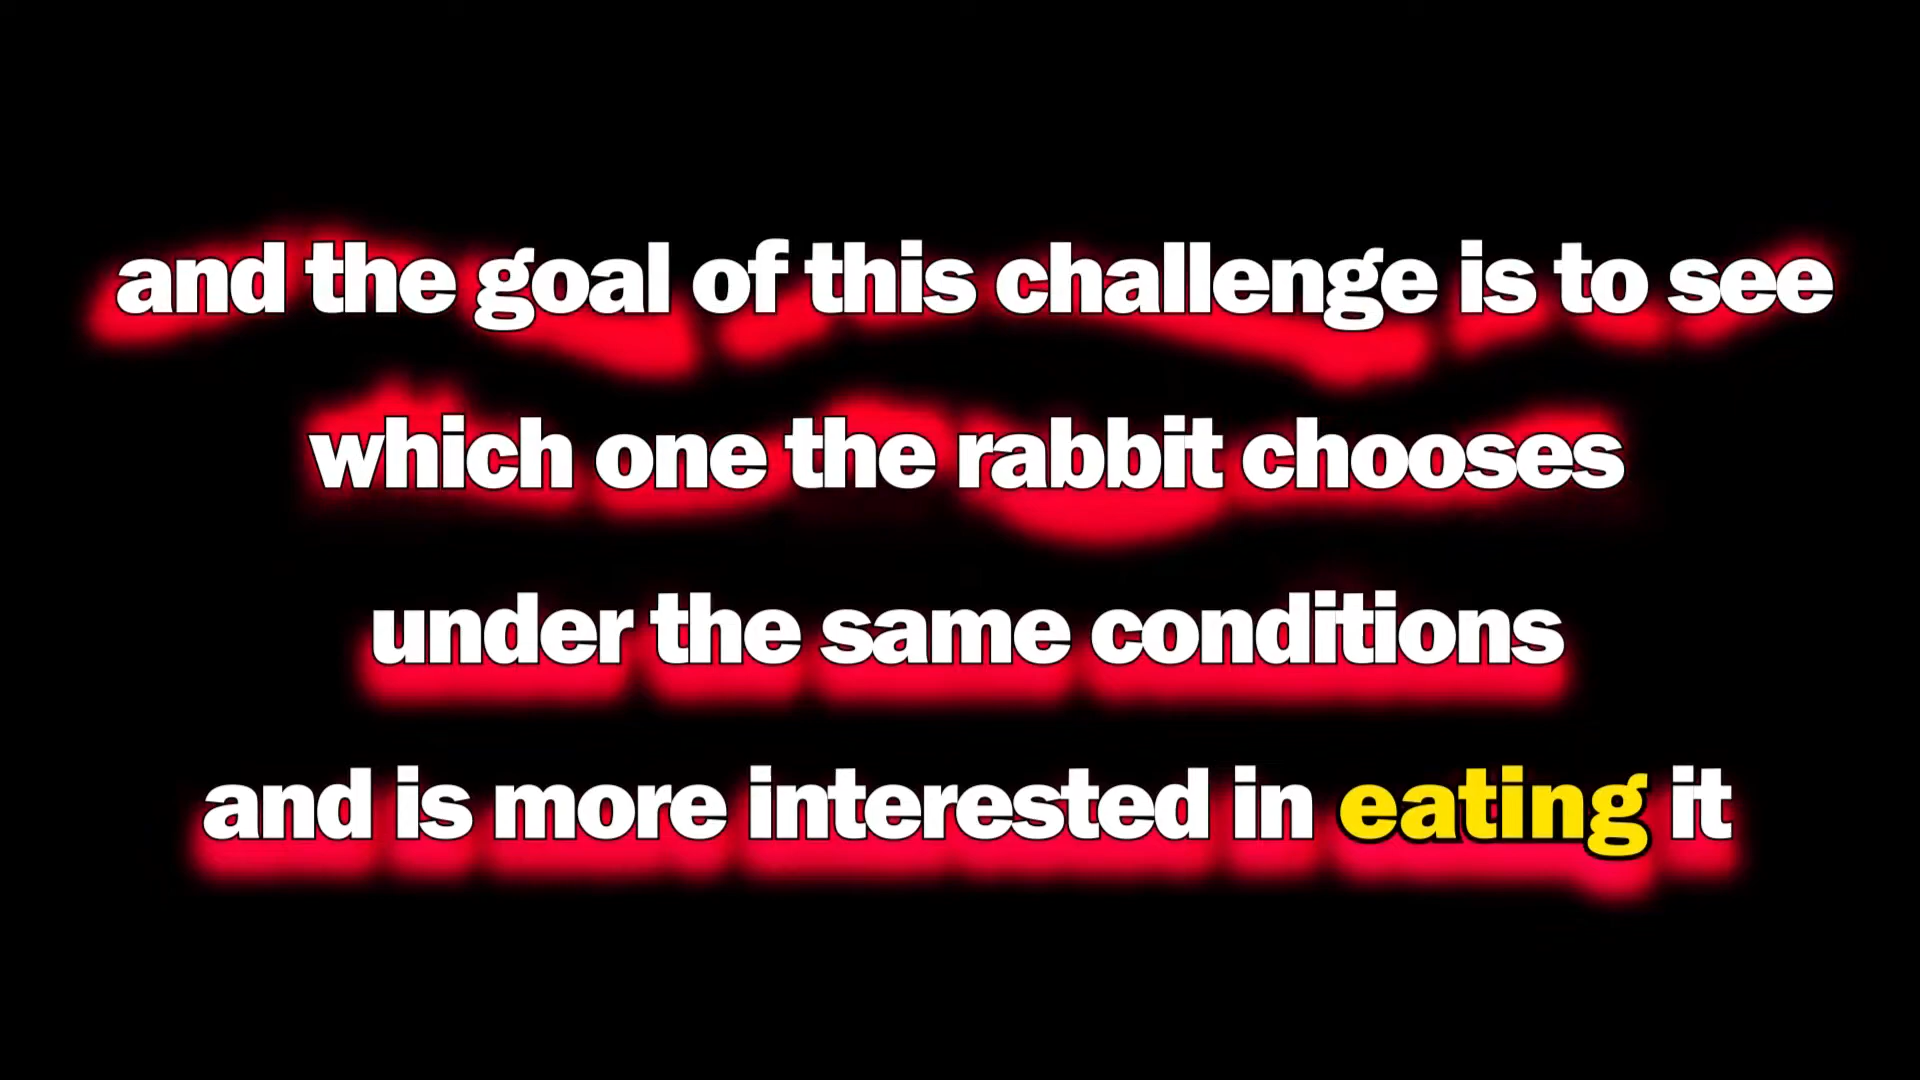 and the goal of this challenge is to see
which one the rabbit chooses
under the same conditions
and is more interested in eating it